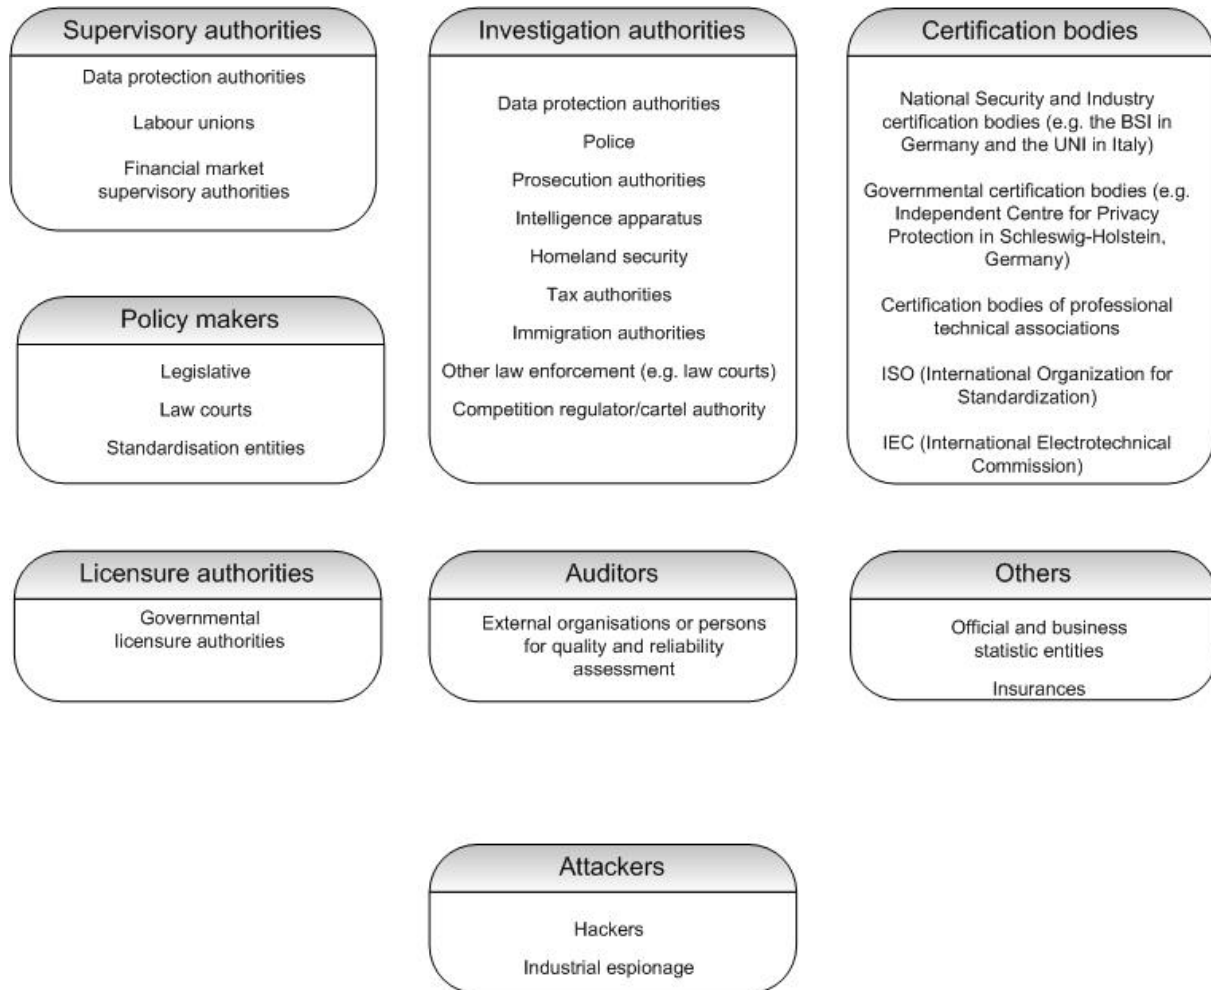 Supervisory authorities
Data protection authorities
Labour unions
Financial market
supervisory authorities
Investigation authorities
Data protection authorities
Police
Prosecution authorities
Intelligence apparatus
Homeland security
Tax authorities
Immigration authorities
Other law enforcement (e.g. law courts)
Competition regulator/cartel authority
Certification bodies
National Security and Industry
certification bodies (e.g. the BSI in
Germany and the UNI in Italy)
Governmental certification bodies (e.g.
Independent Centre for Privacy
Protection in Schleswig-Holstein,
Germany)
Certification bodies of professional
technical associations
ISO (International Organization for
Standardization)
IEC (International Electrotechnical
Commission)
Policy makers
Legislative
Law courts
Standardisation entities
Licensure authorities
Governmental
licensure authorities
Auditors
External organisations or persons
for quality and reliability
assessment
Others
Official and business
statistic entities
Insurances
Attackers
Hackers
Industrial espionage